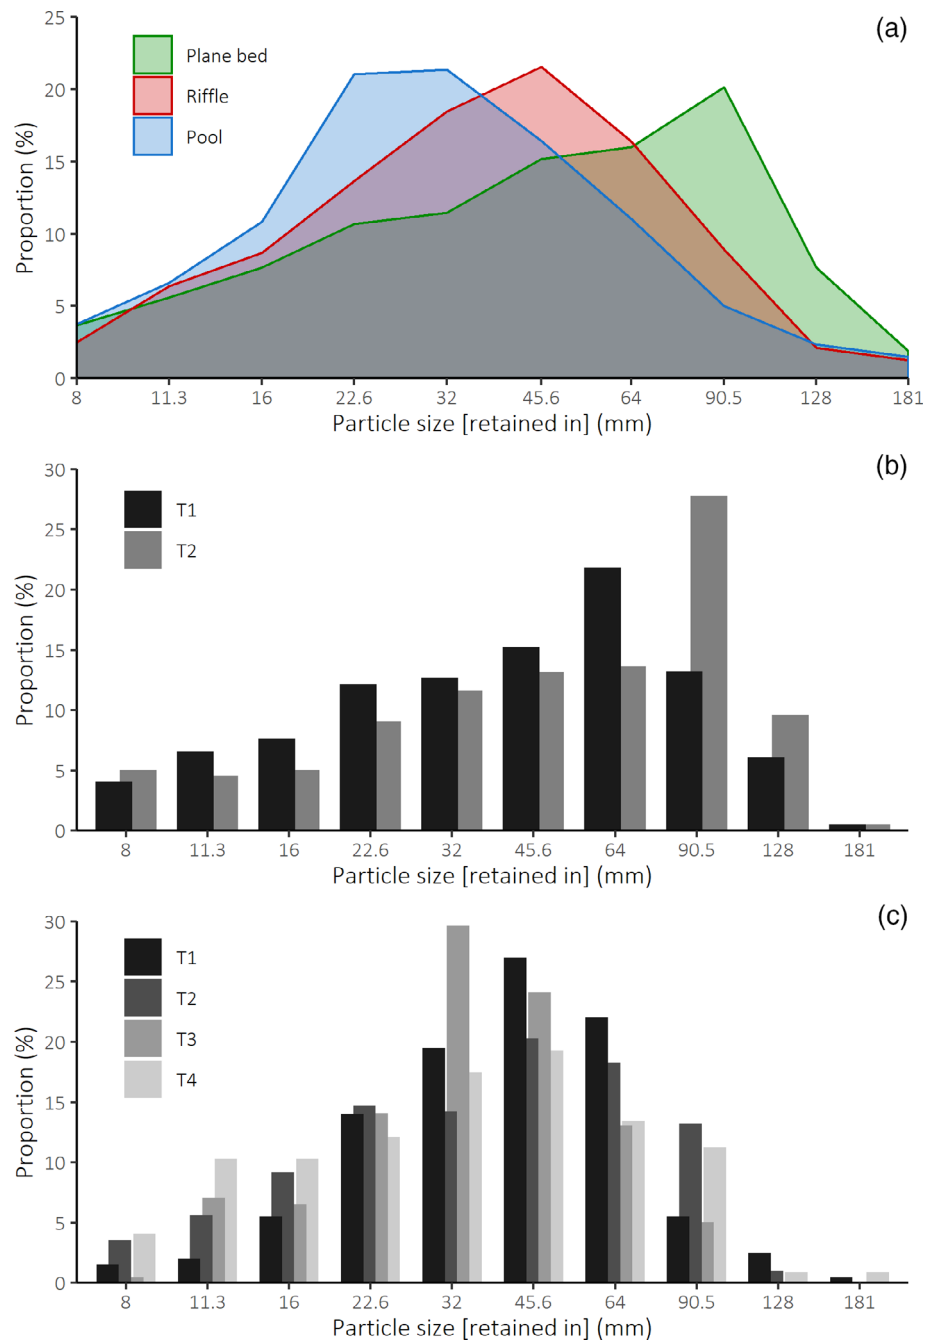 (a)
25
20
15
10
5
0
Proportion (%)
Plane bed
Riffle
Pool
8 11.3 16 22.6 32 45.6 64 90.5 128 181
Particle size [retained in] (mm)
(b)
30
25
20
15
10
5
0
Proportion (%)
T1
T2
8 11.3 16 22.6 32 45.6 64 90.5 128 181
Particle size [retained in] (mm)
(c)
30
25
20
15
10
5
0
Proportion (%)
T1
T2
T3
T4
8 11.3 16 22.6 32 45.6 64 90.5 128 181
Particle size [retained in] (mm)